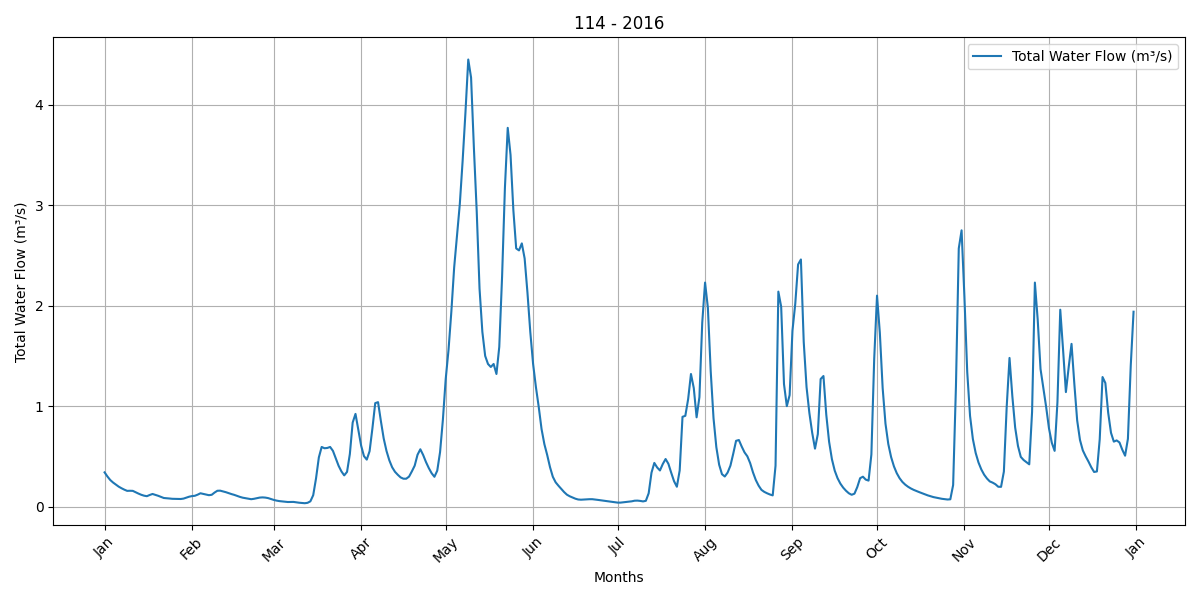 114 - 2016
Total Water Flow (m³/s)
Total Water Flow (m³/s)
4
3
2
1
0
Jan
Feb
Mar
Apr
May
Jun
Jul
Aug
Sep
Oct
Nov
Dec
Jan
Months